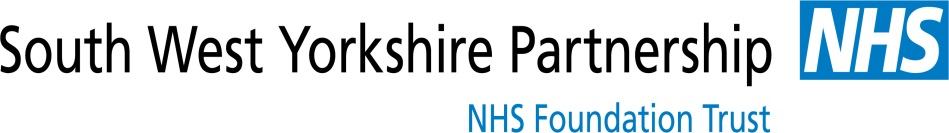 South West Yorkshire Partnership NHS
NHS Foundation Trust